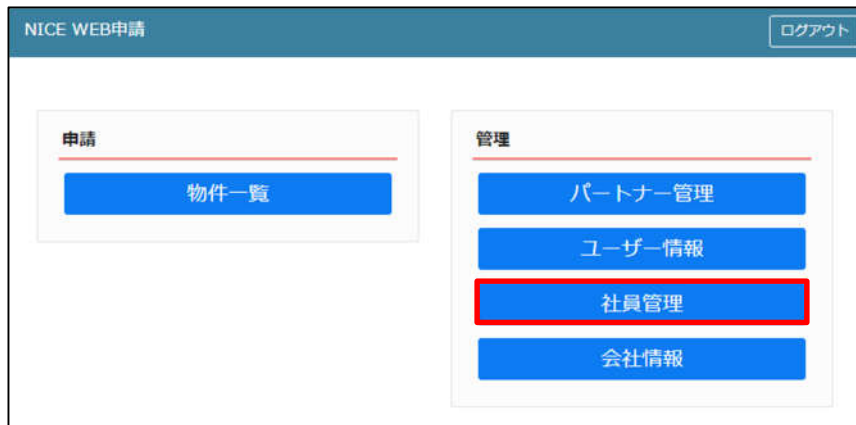 NICE WEB申請
ログアウト
申請
物件一覧
管理
パートナー管理
ユーザー情報
社員管理
会社情報